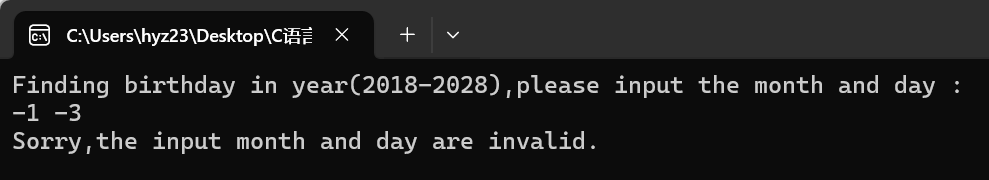 C:\Users\hyz23\Desktop\C语言
Finding birthday in year(2018-2028),please input the month and day :
-1 -3
Sorry,the input month and day are invalid.